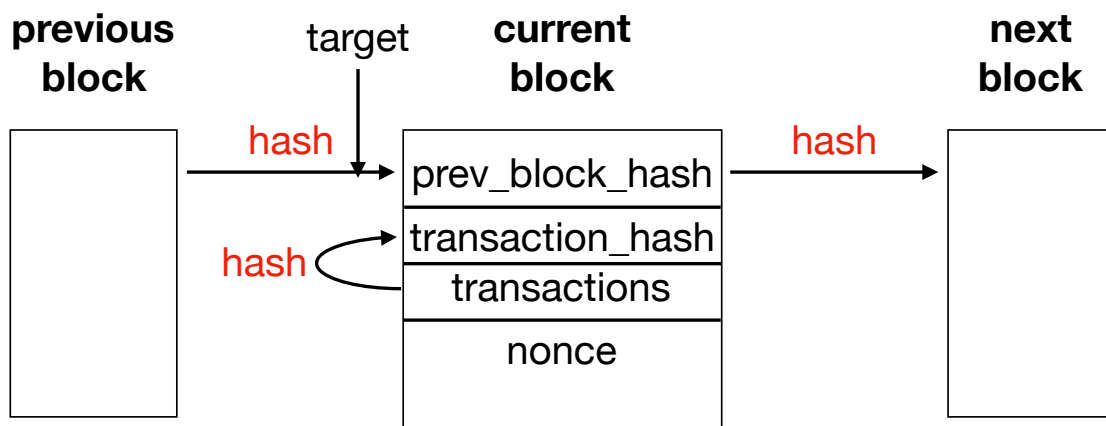 previous
block
target
current
block
next
block
hash
prev_block_hash
hash
transaction_hash
hash
transactions
nonce